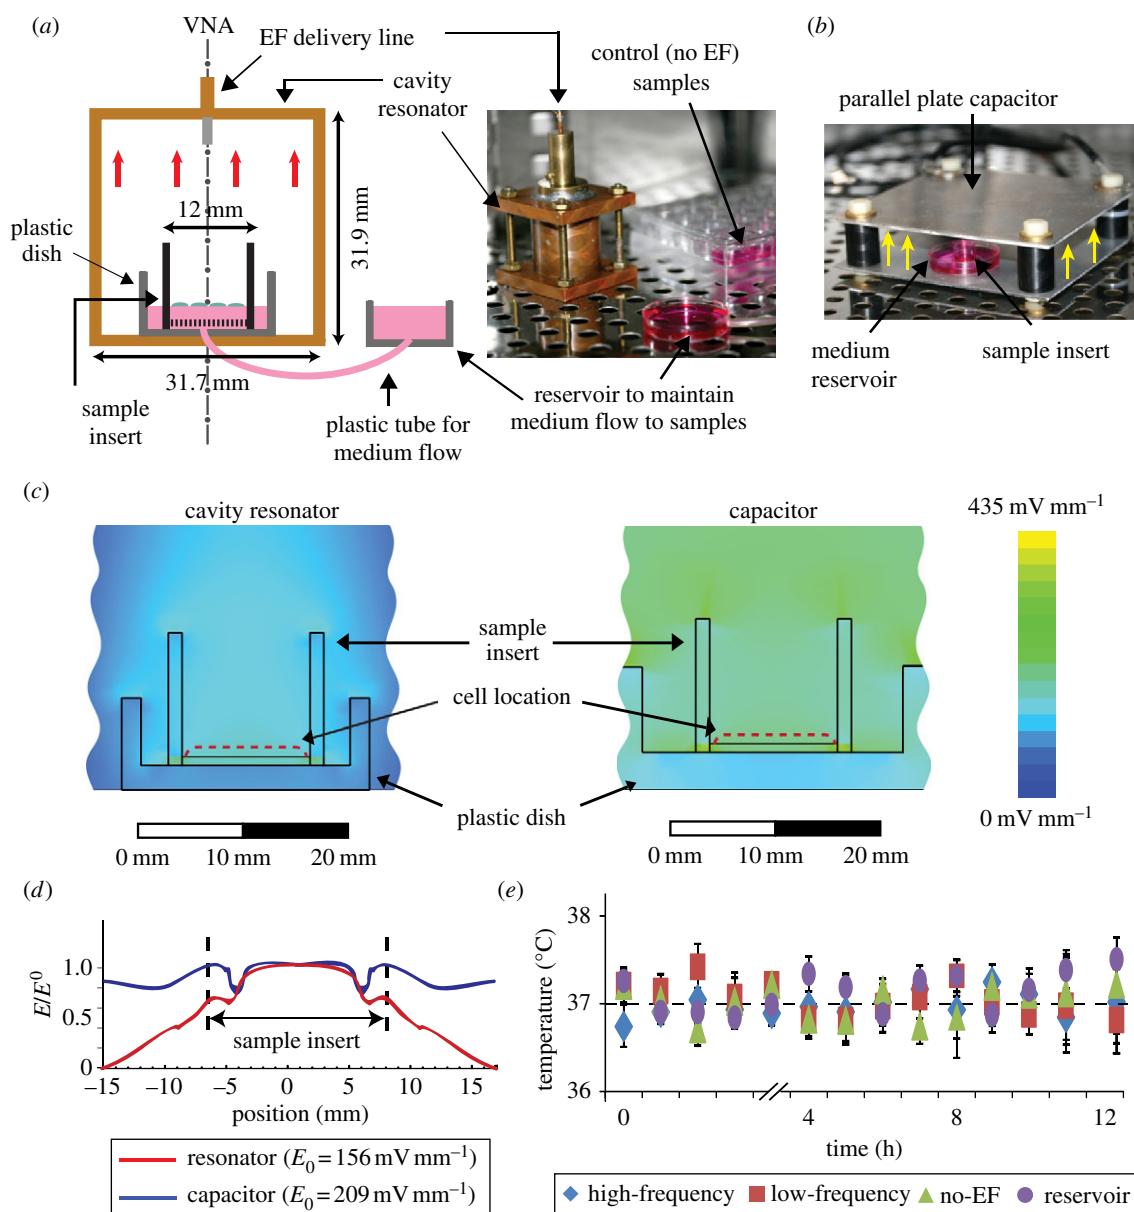 (a)
VNA
EF delivery line
cavity
resonator
control (no EF)
samples
12 mm
31.9 mm
plastic
dish
31.7 mm
sample
insert
plastic tube for
medium flow
reservoir to maintain
medium flow to samples
(b)
parallel plate capacitor
medium
reservoir
sample insert
(c)
cavity resonator
capacitor
sample
insert
cell location
plastic dish
0 mm 10 mm 20 mm
0 mm 10 mm 20 mm
435 mV mm⁻¹
0 mV mm⁻¹
(d)
E/E⁰
1.0
0.5
0
sample insert
−15 −10 −5 0 5 10 15
position (mm)
resonator (E₀ = 156 mV mm⁻¹)
capacitor (E₀ = 209 mV mm⁻¹)
(e)
temperature (°C)
38
37
36
0 4 8 12
time (h)
high-frequency low-frequency no-EF reservoir